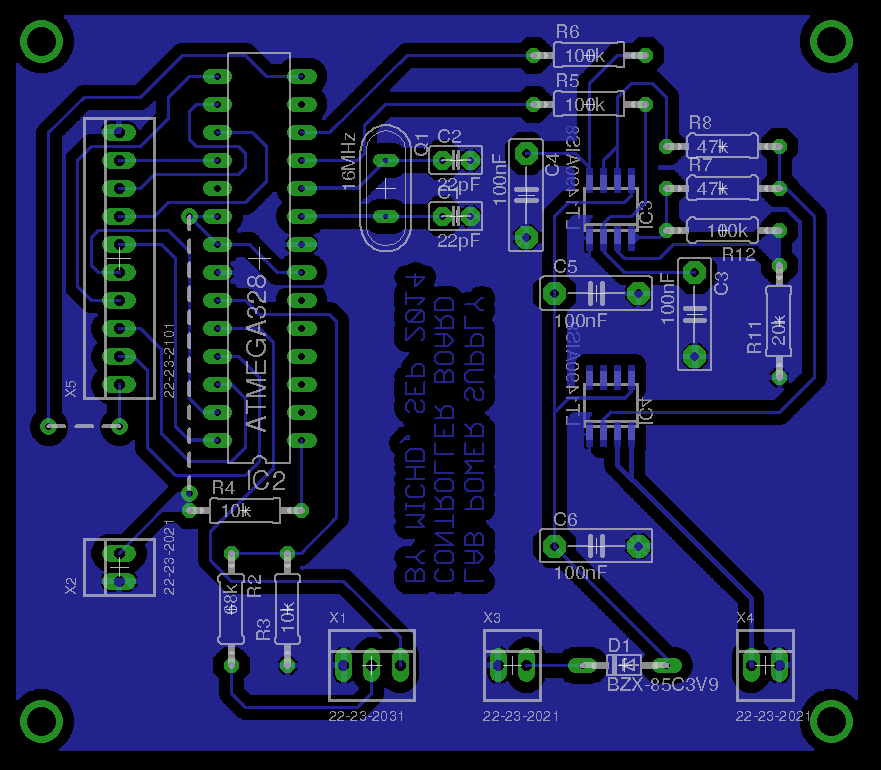 R6
100k
R5
100k
R8
47k
R7
47k
100k
R12
16MHz
Q1
C2
22pF
C1
22pF
100nF
C4
LT1490AIS8
IC3
C5
100nF
100nF
C3
R11
20k
ATMEGA328
IC2
X5
22-23-2101
LT1490AIS8
IC4
BY MICHD, SEP 2014
CONTROLLER BOARD
LAB POWER SUPPLY
R4
10k
C6
100nF
X2
22-23-2021
68k
R2
R3
10k
X1
22-23-2031
X3
22-23-2021
D1
BZX-85C3V9
X4
22-23-2021